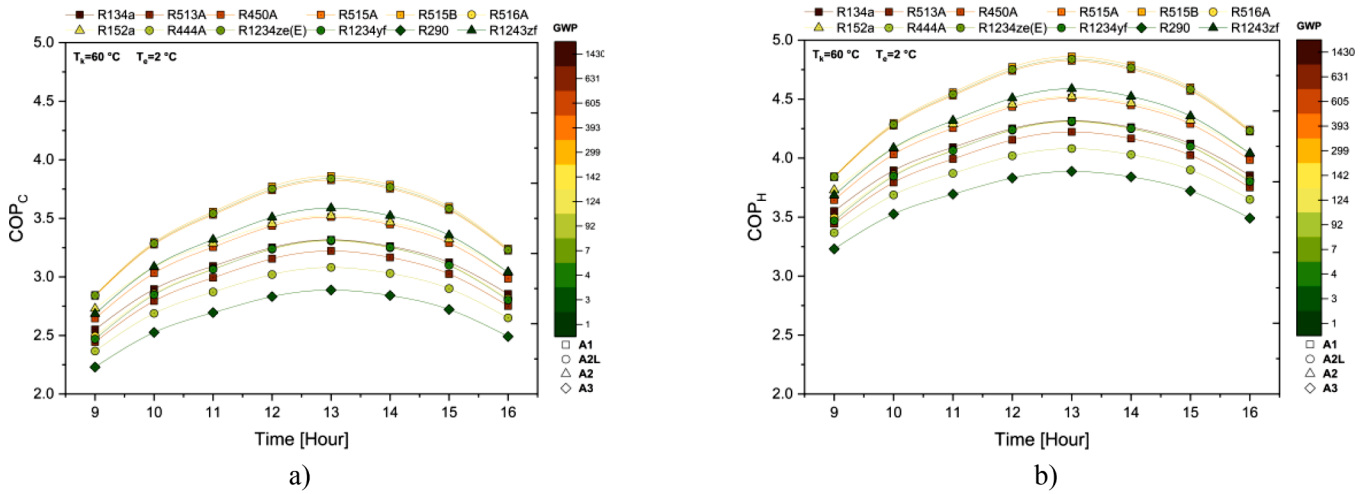 R134a R513A R450A R515A R515B R516A
R152a R444A R1234ze(E) R1234yf R290 R1243zf
GWP
Tk=60 °C Te=2 °C
5.0
4.5
4.0
3.5
3.0
2.5
2.0
COPC
9 10 11 12 13 14 15 16
Time [Hour]
1430
631
605
393
299
142
124
7
4
3
1
A1
A2L
A2
A3
a)
R134a R513A R450A R515A R515B R516A
R152a R444A R1234ze(E) R1234yf R290 R1243zf
GWP
Tk=60 °C Te=2 °C
5.0
4.5
4.0
3.5
3.0
2.5
2.0
COPH
9 10 11 12 13 14 15 16
Time [Hour]
1430
631
605
393
299
142
124
7
4
3
1
A1
A2L
A2
A3
b)